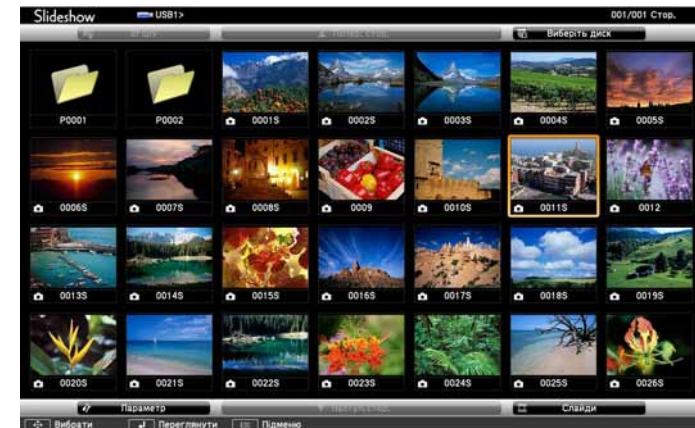 Slideshow USB1> 001/001 Стор.
Виберіть диск
P0001 P0002 0001S 0002S 0003S 0004S 0005S
0006S 0007S 0008S 0009 0010S 0011S 0012
0013S 0014S 0015S 0016S 0017S 0018S 0019S
0020S 0021S 0022S 0023S 0024S 0025S 0026S
Параметр Слайди
Вибрати Переглянути Підменю